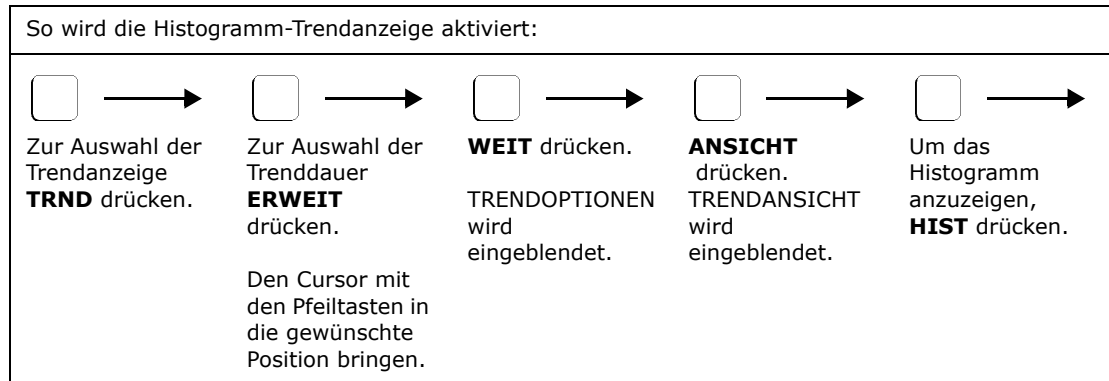 So wird die Histogramm-Trendanzeige aktiviert:
Zur Auswahl der
Trendanzeige
TRND drücken.
Zur Auswahl der
Trenddauer
ERWEIT
drücken.
Den Cursor mit
den Pfeiltasten in
die gewünschte
Position bringen.
WEIT drücken.
TRENDOPTIONEN
wird
eingeblendet.
ANSICHT
drücken.
TRENDANSICHT
wird
eingeblendet.
Um das
Histogramm
anzuzeigen,
HIST drücken.